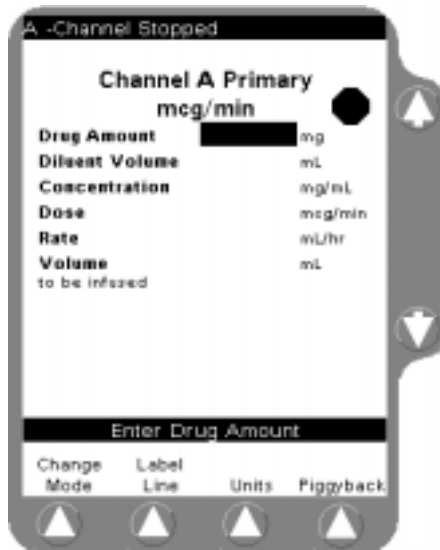 A -Channel Stopped
Channel A Primary
mcg/min
Drug Amount mg
Diluent Volume mL
Concentration mg/mL
Dose mcg/min
Rate mL/hr
Volume mL
to be infused
Enter Drug Amount
Change Mode Label Line Units Piggyback